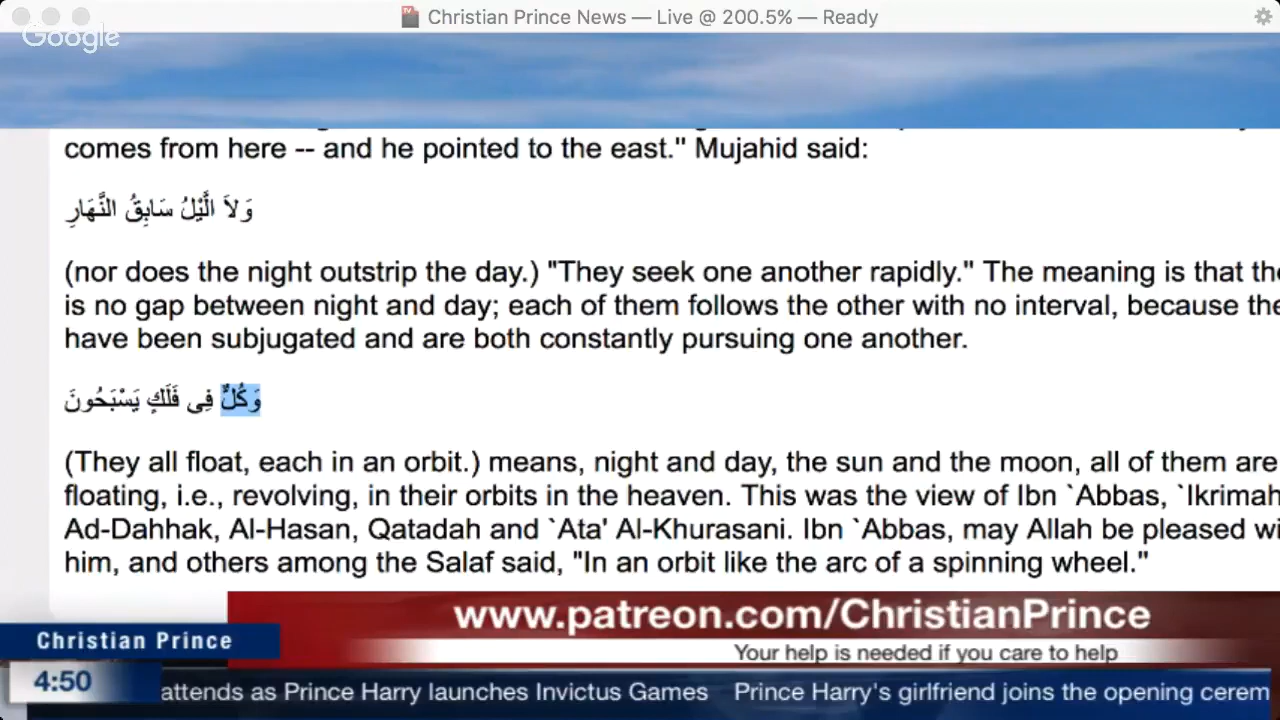 Christian Prince News — Live @ 200.5% — Ready
Google
comes from here -- and he pointed to the east." Mujahid said:
وَلاَ الَّيْلُ سَابِقُ النَّهَارِ
(nor does the night outstrip the day.) "They seek one another rapidly." The meaning is that
is no gap between night and day; each of them follows the other with no interval, because
have been subjugated and are both constantly pursuing one another.
وَكُلٌّ فِى فَلَكٍ يَسْبَحُونَ
(They all float, each in an orbit.) means, night and day, the sun and the moon, all of them are
floating, i.e., revolving, in their orbits in the heaven. This was the view of Ibn `Abbas, `Ikrimah
Ad-Dahhak, Al-Hasan, Qatadah and `Ata' Al-Khurasani. Ibn `Abbas, may Allah be pleased
him, and others among the Salaf said, "In an orbit like the arc of a spinning wheel."
www.patreon.com/ChristianPrince
Christian Prince
Your help is needed if you care to help
4:50
attends as Prince Harry launches Invictus Games Prince Harry's girlfriend joins the opening cerem